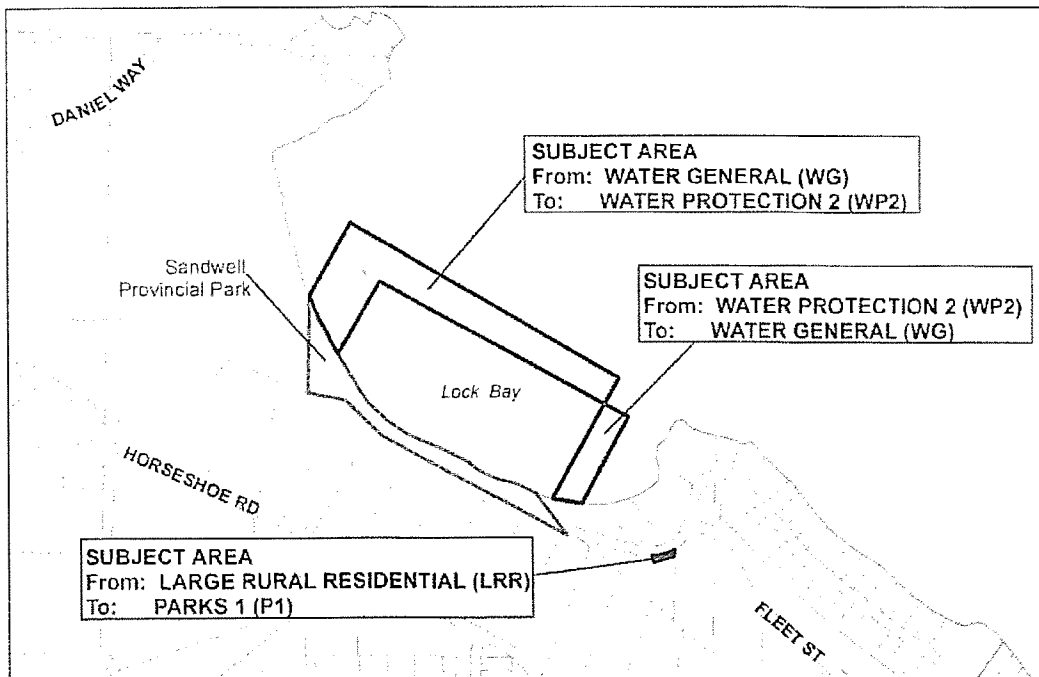 DANIEL WAY
SUBJECT AREA
From: WATER GENERAL (WG)
To: WATER PROTECTION 2 (WP2)
Sandwell
Provincial Park
SUBJECT AREA
From: WATER PROTECTION 2 (WP2)
To: WATER GENERAL (WG)
Lock Bay
HORSESHOE RD
SUBJECT AREA
From: LARGE RURAL RESIDENTIAL (LRR)
To: PARKS 1 (P1)
FLEET ST